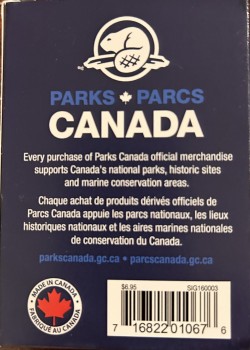 PARKS PARCS
CANADA
Every purchase of Parks Canada official merchandise
supports Canada's national parks, historic sites
and marine conservation areas.
Chaque achat de produits dérivés officiels de
Parcs Canada appuie les parcs nationaux, les lieux
historiques nationaux et les aires marines nationales
de conservation du Canada.
parkscanada.gc.ca • parcscanada.gc.ca
MADE IN CANADA
FABRIQUÉ AU CANADA
$6.95 SIG160003
7 16822 01067 6